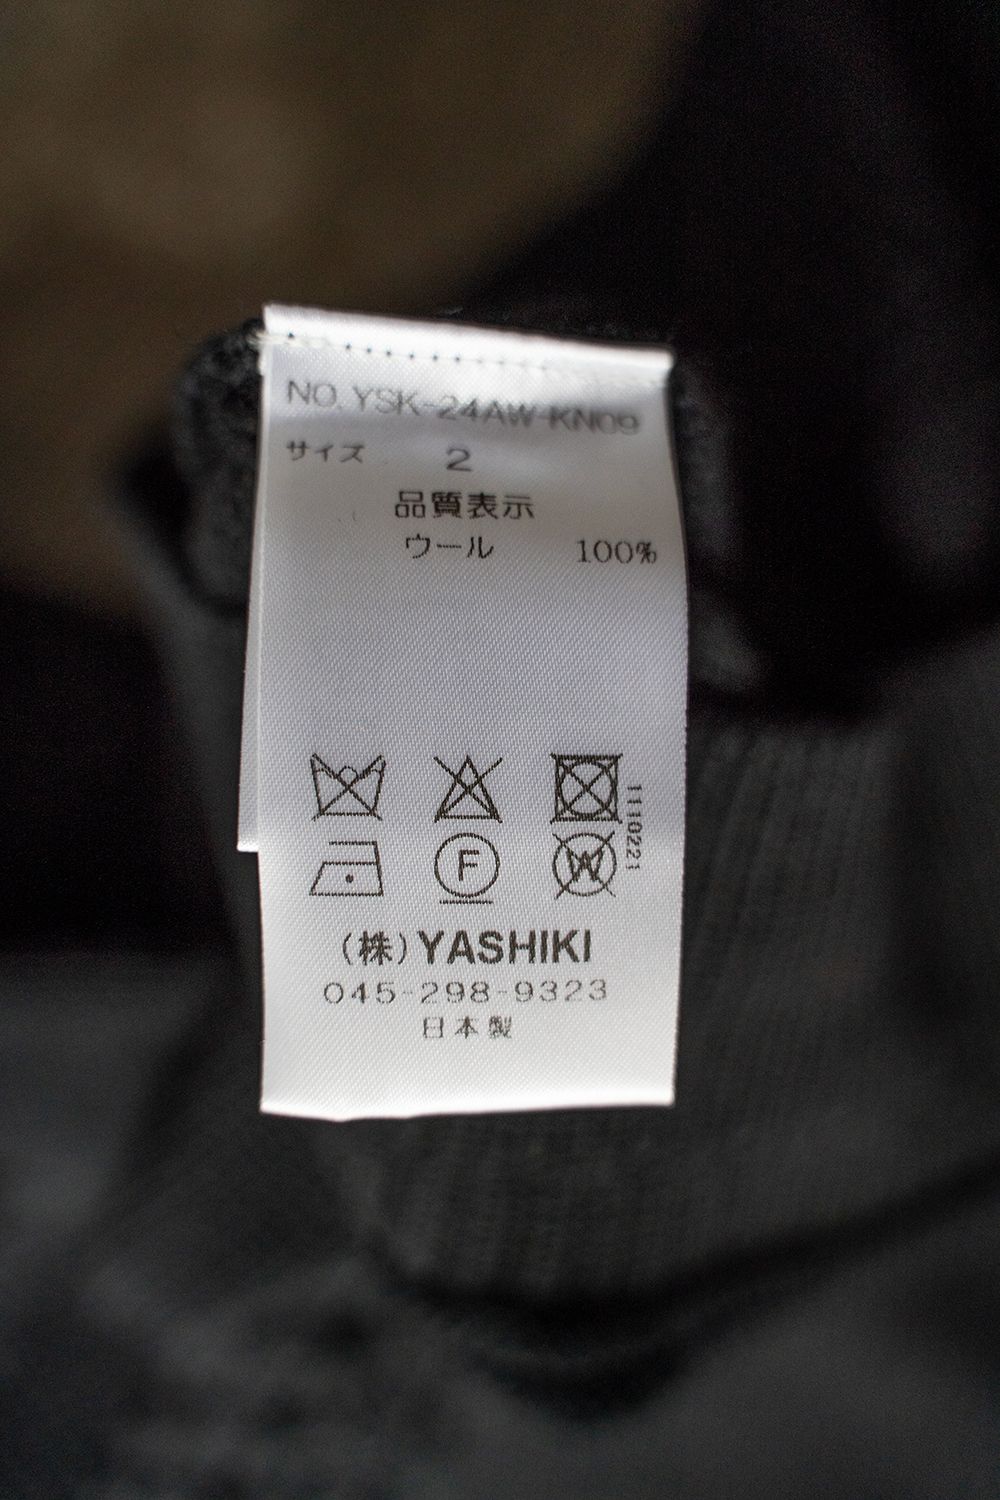 NO. YSK-24AW-KN09
サイズ 2
品質表示
ウール 100%
1110221
F
W
(株) YASHIKI
045-298-9323
日本製